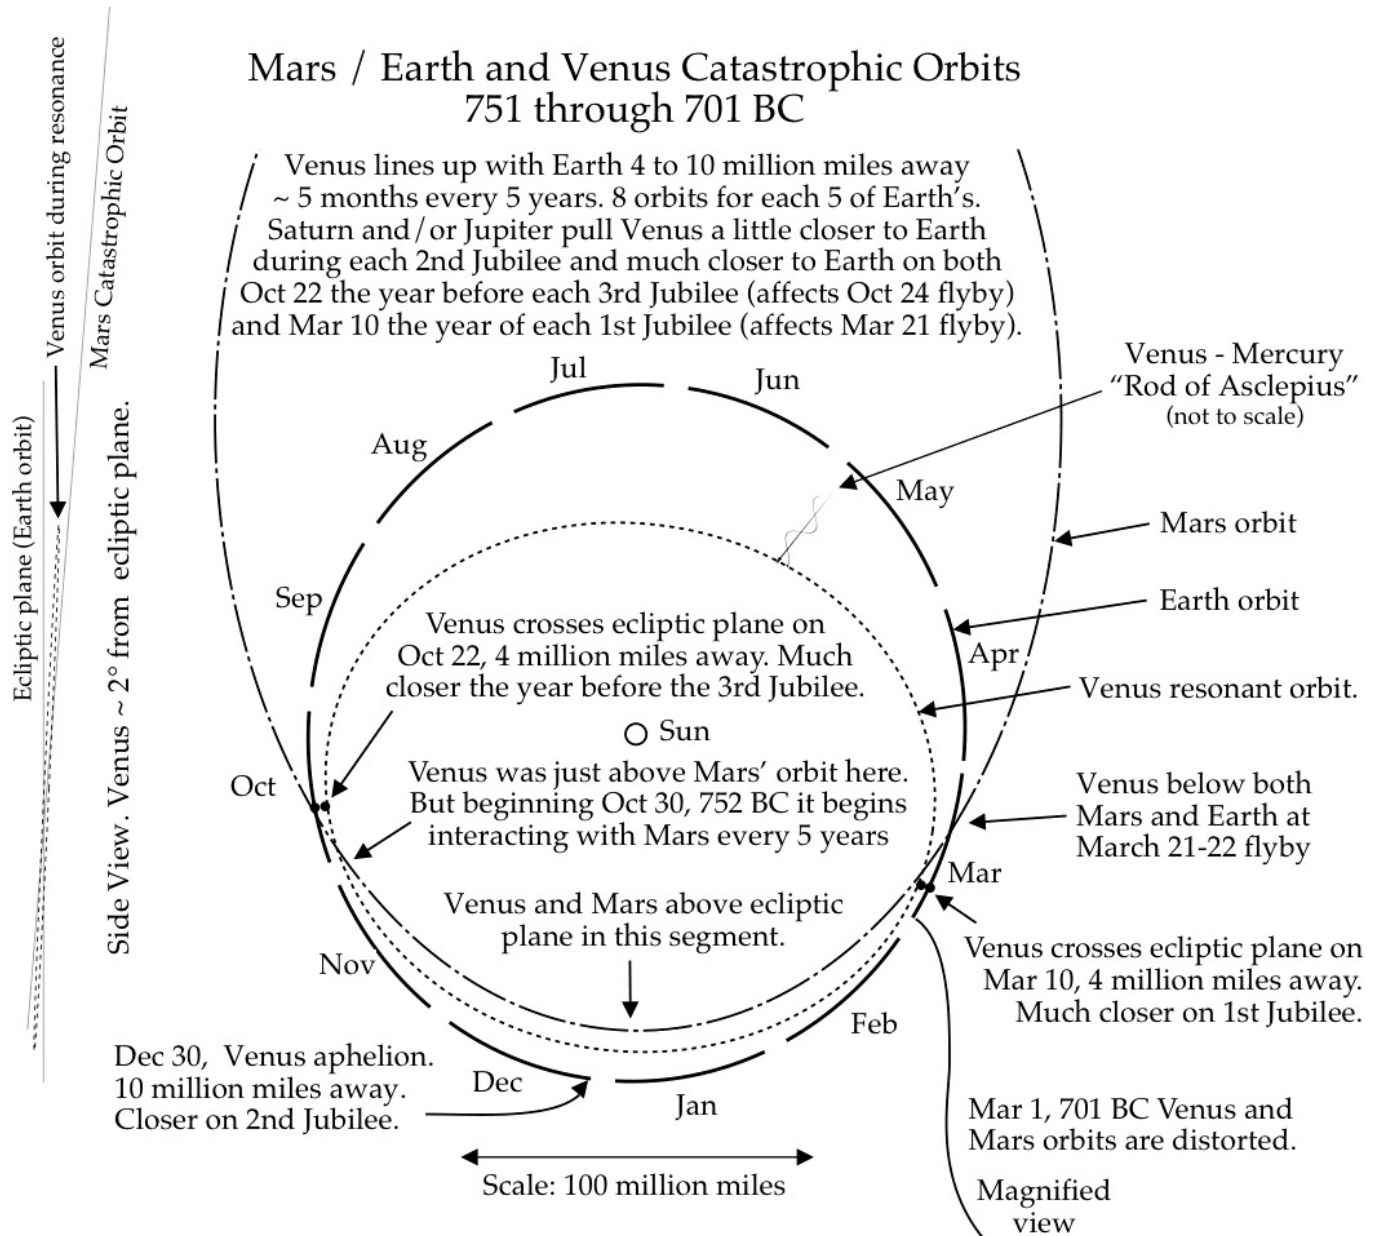 Mars / Earth and Venus Catastrophic Orbits
751 through 701 BC
Venus lines up with Earth 4 to 10 million miles away
~ 5 months every 5 years. 8 orbits for each 5 of Earth's.
Saturn and/or Jupiter pull Venus a little closer to Earth
during each 2nd Jubilee and much closer to Earth on both
Oct 22 the year before each 3rd Jubilee (affects Oct 24 flyby)
and Mar 10 the year of each 1st Jubilee (affects Mar 21 flyby).
Venus orbit during resonance
Mars Catastrophic Orbit
Ecliptic plane (Earth orbit)
Side View. Venus ~ 2° from ecliptic plane.
Jul
Jun
Aug
May
Sep
Apr
Oct
Mar
Nov
Feb
Dec
Jan
Venus - Mercury
"Rod of Asclepius"
(not to scale)
Mars orbit
Earth orbit
Venus resonant orbit.
Venus crosses ecliptic plane on
Oct 22, 4 million miles away. Much
closer the year before the 3rd Jubilee.
Sun
Venus was just above Mars' orbit here.
But beginning Oct 30, 752 BC it begins
interacting with Mars every 5 years
Venus below both
Mars and Earth at
March 21-22 flyby
Venus and Mars above ecliptic
plane in this segment.
Venus crosses ecliptic plane on
Mar 10, 4 million miles away.
Much closer on 1st Jubilee.
Dec 30, Venus aphelion.
10 million miles away.
Closer on 2nd Jubilee.
Mar 1, 701 BC Venus and
Mars orbits are distorted.
Scale: 100 million miles
Magnified
view